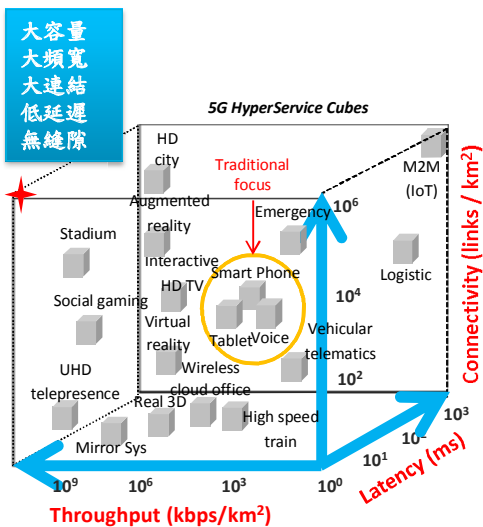 大容量
大頻寬
大連結
低延遲
無縫隙
5G HyperService Cubes
HD
city
Traditional
focus
M2M
(IoT)
Augmented
reality
Emergency
10⁶
Stadium
Interactive
HD TV
Smart Phone
Logistic
Social gaming
10⁴
Virtual
reality
Tablet
Voice
Vehicular
telematics
UHD
telepresence
Wireless
cloud office
10²
Real 3D
High speed
train
Mirror Sys
10⁹
10⁶
10³
10⁰
10¹
10²
10³
Throughput (kbps/km²)
Latency (ms)
Connectivity (links / km²)